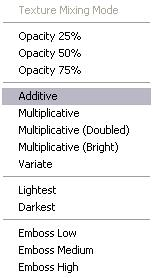 Texture Mixing Mode
Opacity 25%
Opacity 50%
Opacity 75%
Additive
Multiplicative
Multiplicative (Doubled)
Multiplicative (Bright)
Variate
Lightest
Darkest
Emboss Low
Emboss Medium
Emboss High